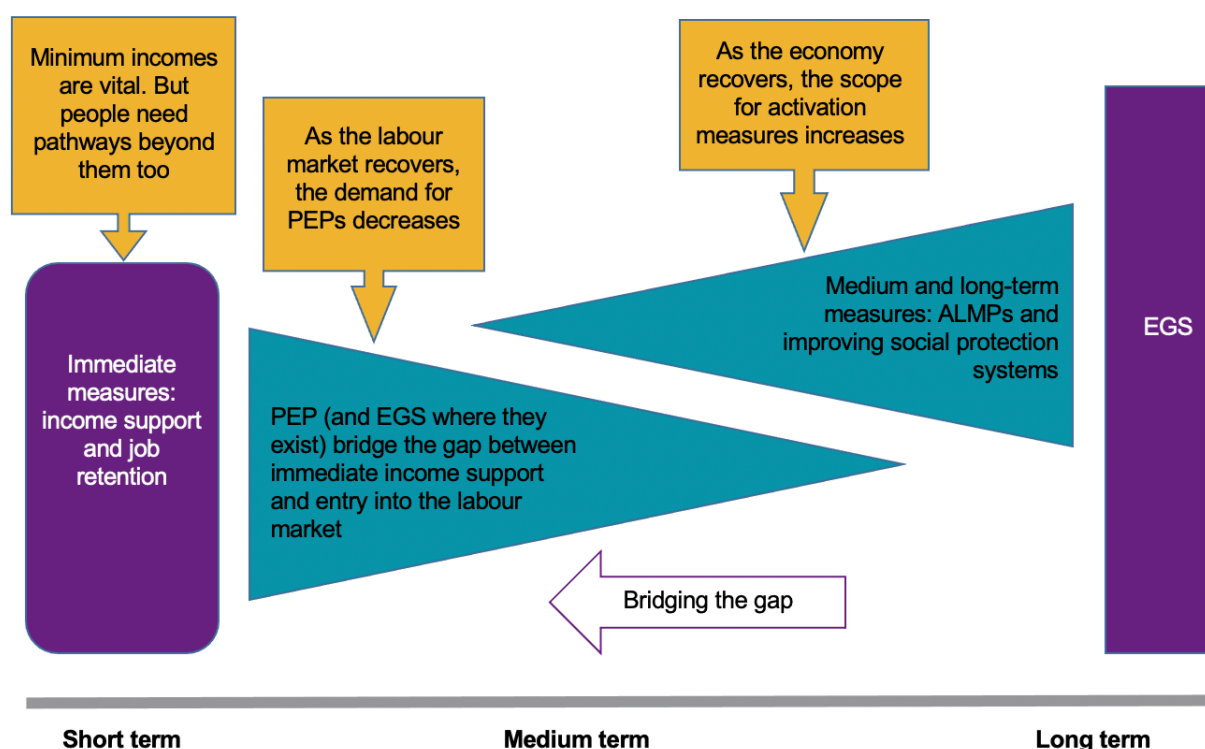 Minimum incomes
are vital. But
people need
pathways beyond
them too
As the labour
market recovers,
the demand for
PEPs decreases
As the economy
recovers, the scope
for activation
measures increases
Immediate
measures:
income support
and job
retention
PEP (and EGS where they
exist) bridge the gap between
immediate income support
and entry into the labour
market
Medium and long-term
measures: ALMPs and
improving social protection
systems
EGS
Bridging the gap
Short term
Medium term
Long term